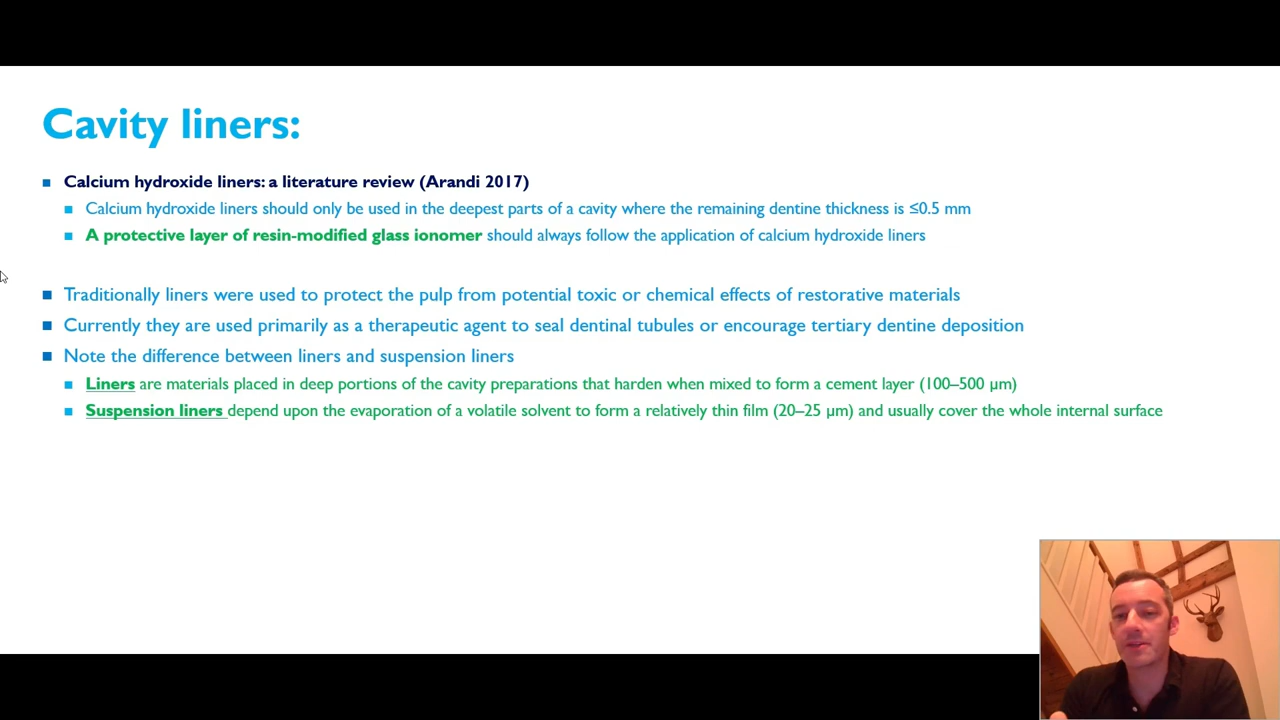 Cavity liners:
Calcium hydroxide liners: a literature review (Arandi 2017)
Calcium hydroxide liners should only be used in the deepest parts of a cavity where the remaining dentine thickness is ≤0.5 mm
A protective layer of resin-modified glass ionomer should always follow the application of calcium hydroxide liners
Traditionally liners were used to protect the pulp from potential toxic or chemical effects of restorative materials
Currently they are used primarily as a therapeutic agent to seal dentinal tubules or encourage tertiary dentine deposition
Note the difference between liners and suspension liners
Liners are materials placed in deep portions of the cavity preparations that harden when mixed to form a cement layer (100–500 µm)
Suspension liners depend upon the evaporation of a volatile solvent to form a relatively thin film (20–25 µm) and usually cover the whole internal surface